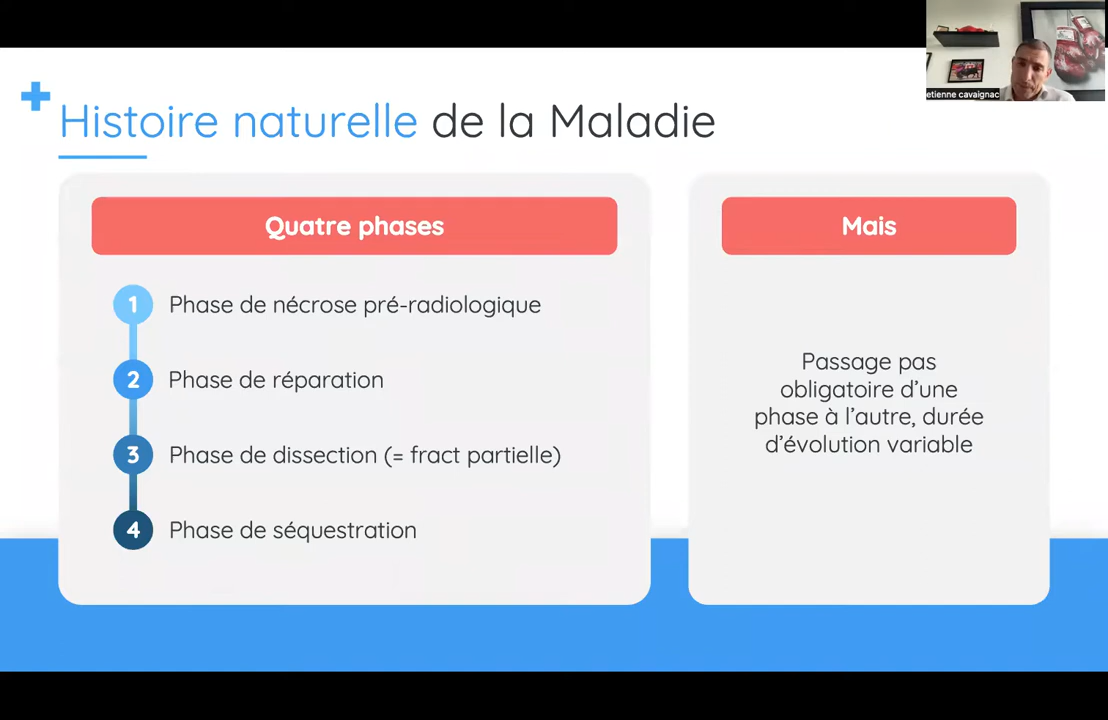 etienne cavaignac
Histoire naturelle de la Maladie
Quatre phases
1 Phase de nécrose pré-radiologique
2 Phase de réparation
3 Phase de dissection (= fract partielle)
4 Phase de séquestration
Mais
Passage pas
obligatoire d’une
phase à l’autre, durée
d’évolution variable